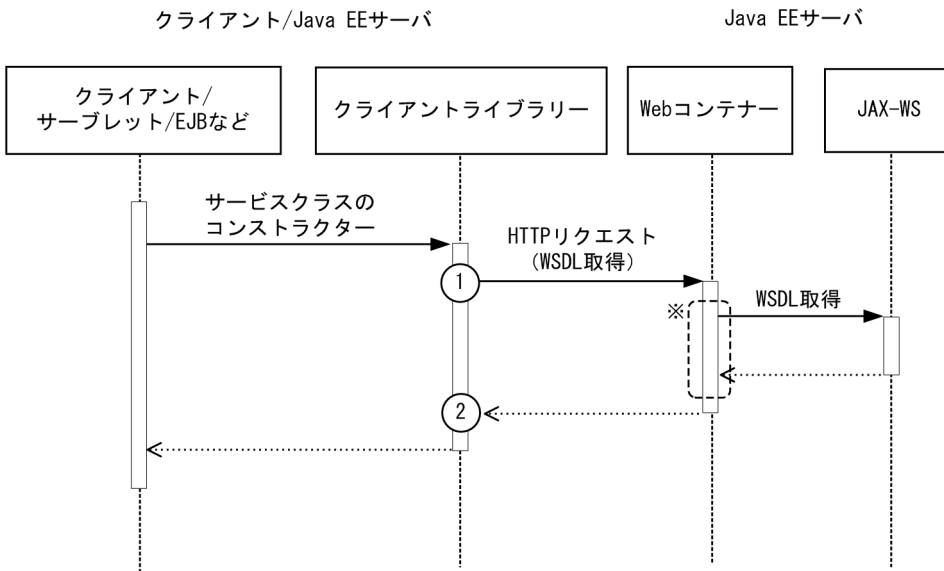 クライアント/Java EEサーバ
Java EEサーバ
クライアント/
サーブレット/EJBなど
クライアントライブラリー
Webコンテナー
JAX-WS
サービスクラスの
コンストラクター
HTTPリクエスト
(WSDL取得)
1
※
WSDL取得
2